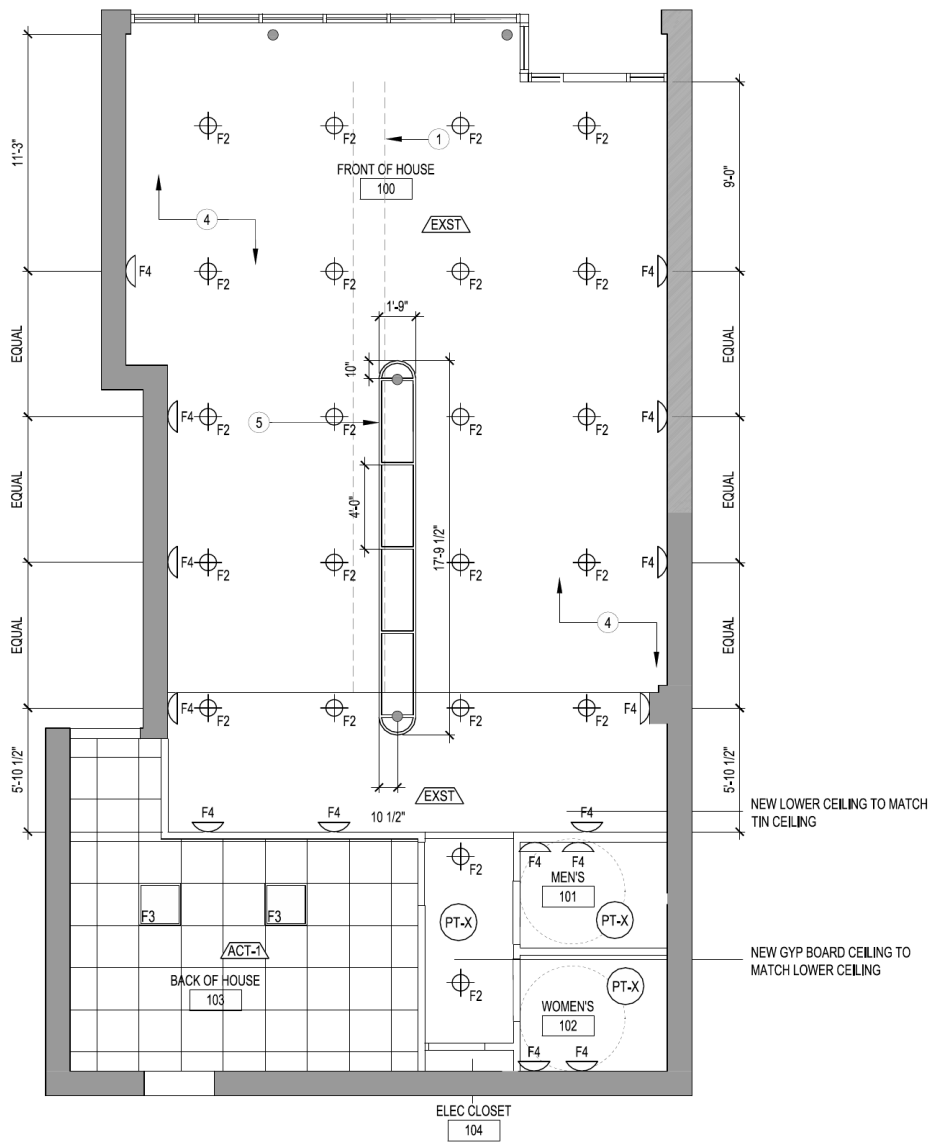 F2 F2 F2 F2
1
11'-3"
9'-0"
FRONT OF HOUSE
100
4
EXST
F4 F2 F2 F2 F2 F4
1'-9"
EQUAL
EQUAL
10"
5
F4 F2 F2 F2 F2 F4
EQUAL
EQUAL
4'-0"
17'-9 1/2"
F4 F2 F2 F2 F2 F4
4
EQUAL
EQUAL
F4 F2 F2 F2 F2 F4
5'-10 1/2"
5'-10 1/2"
EXST
10 1/2"
NEW LOWER CEILING TO MATCH
TIN CEILING
F4 F4 F4
F2
F4 F4
MEN'S
101
F3 F3
PT-X
PT-X
ACT-1
NEW GYP BOARD CEILING TO
MATCH LOWER CEILING
BACK OF HOUSE
103
F2
PT-X
WOMEN'S
102
F4 F4
ELEC CLOSET
104